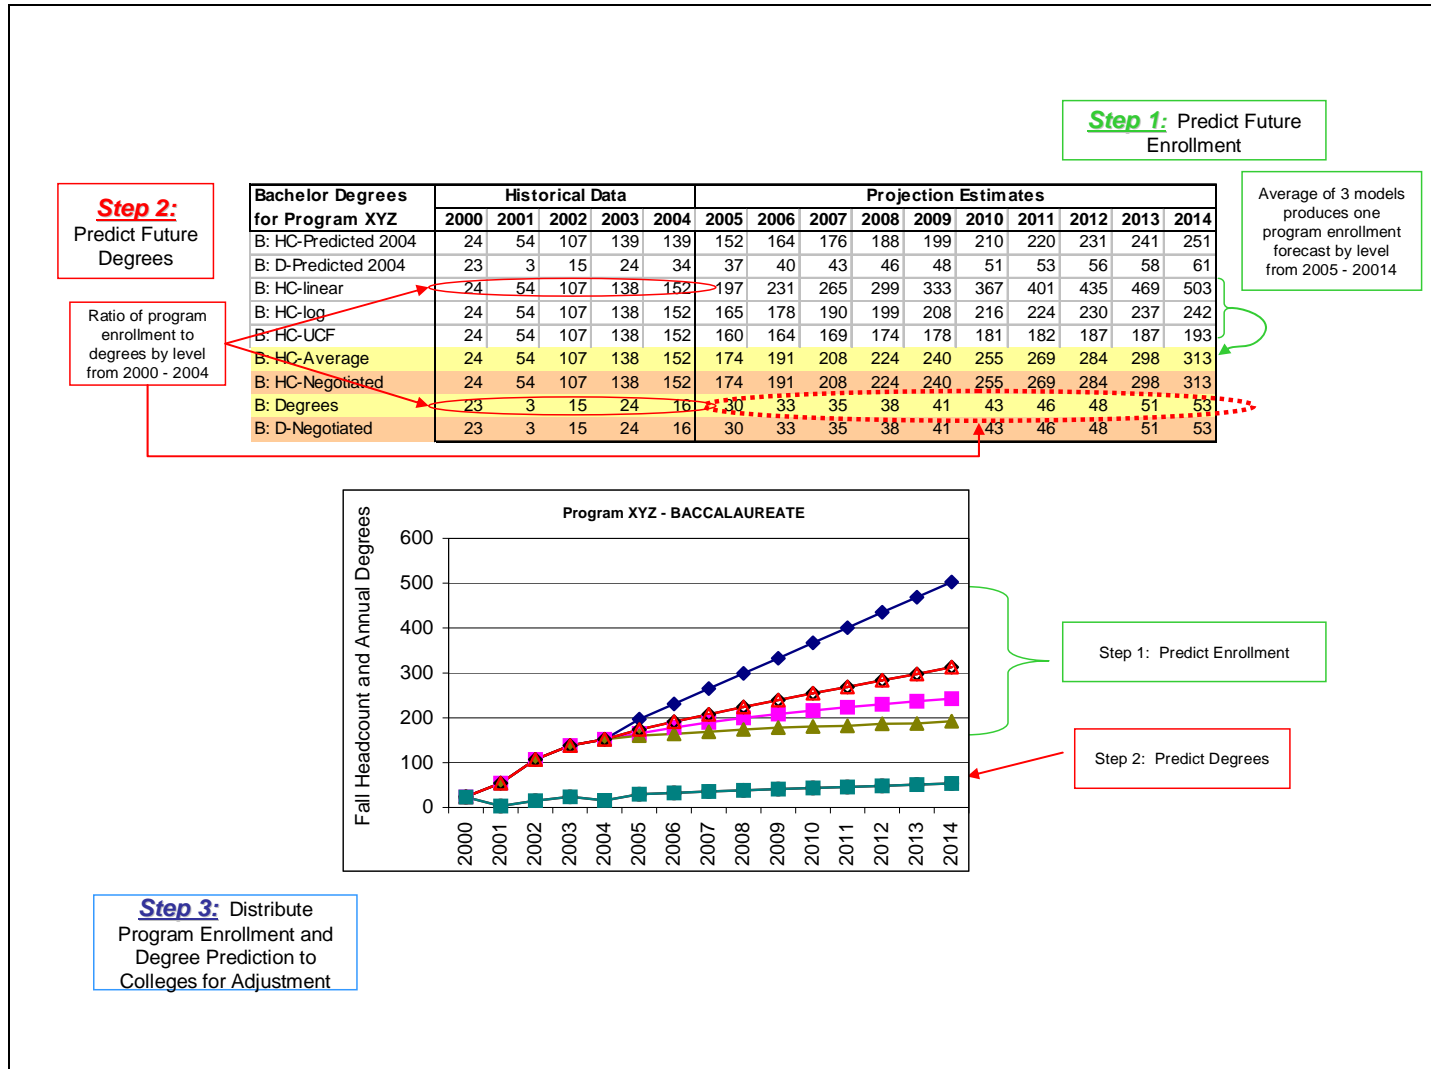 Step 1: Predict Future
Enrollment
Step 2:
Predict Future
Degrees
Average of 3 models
produces one
program enrollment
forecast by level
from 2005 - 20014
Ratio of program
enrollment to
degrees by level
from 2000 - 2004
Bachelor Degrees Historical Data Projection Estimates
for Program XYZ 2000 2001 2002 2003 2004 2005 2006 2007 2008 2009 2010 2011 2012 2013 2014
B: HC-Predicted 2004 24 54 107 139 139 152 164 176 188 199 210 220 231 241 251
B: D-Predicted 2004 23 3 15 24 34 37 40 43 46 48 51 53 56 58 61
B: HC-linear 24 54 107 138 152 197 231 265 299 333 367 401 435 469 503
B: HC-log 24 54 107 138 152 165 178 190 199 208 216 224 230 237 242
B: HC-UCF 24 54 107 138 152 160 164 169 174 178 181 182 187 187 193
B: HC-Average 24 54 107 138 152 174 191 208 224 240 255 269 284 298 313
B: HC-Negotiated 24 54 107 138 152 174 191 208 224 240 255 269 284 298 313
B: Degrees 23 3 15 24 16 30 33 35 38 41 43 46 48 51 53
B: D-Negotiated 23 3 15 24 16 30 33 35 38 41 43 46 48 51 53
Program XYZ - BACCALAUREATE
Fall Headcount and Annual Degrees
600
500
400
300
200
100
0
2000 2001 2002 2003 2004 2005 2006 2007 2008 2009 2010 2011 2012 2013 2014
Step 1: Predict Enrollment
Step 2: Predict Degrees
Step 3: Distribute
Program Enrollment and
Degree Prediction to
Colleges for Adjustment